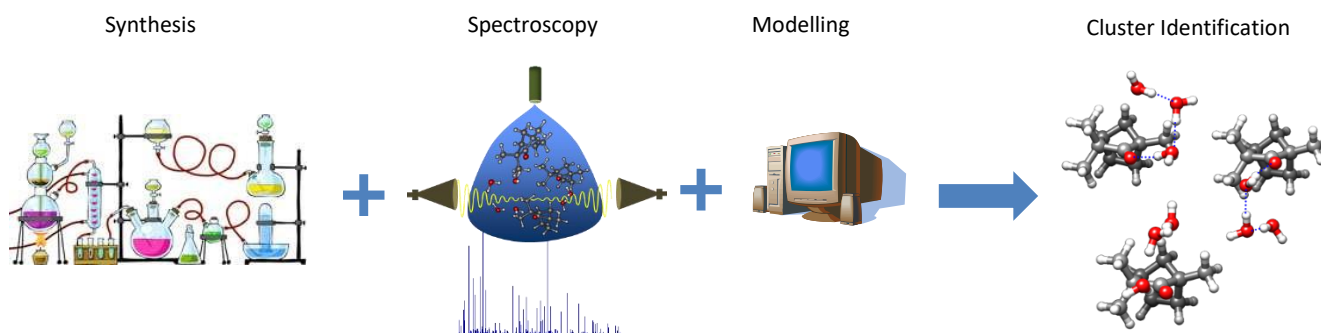 Synthesis
Spectroscopy
Modelling
Cluster Identification